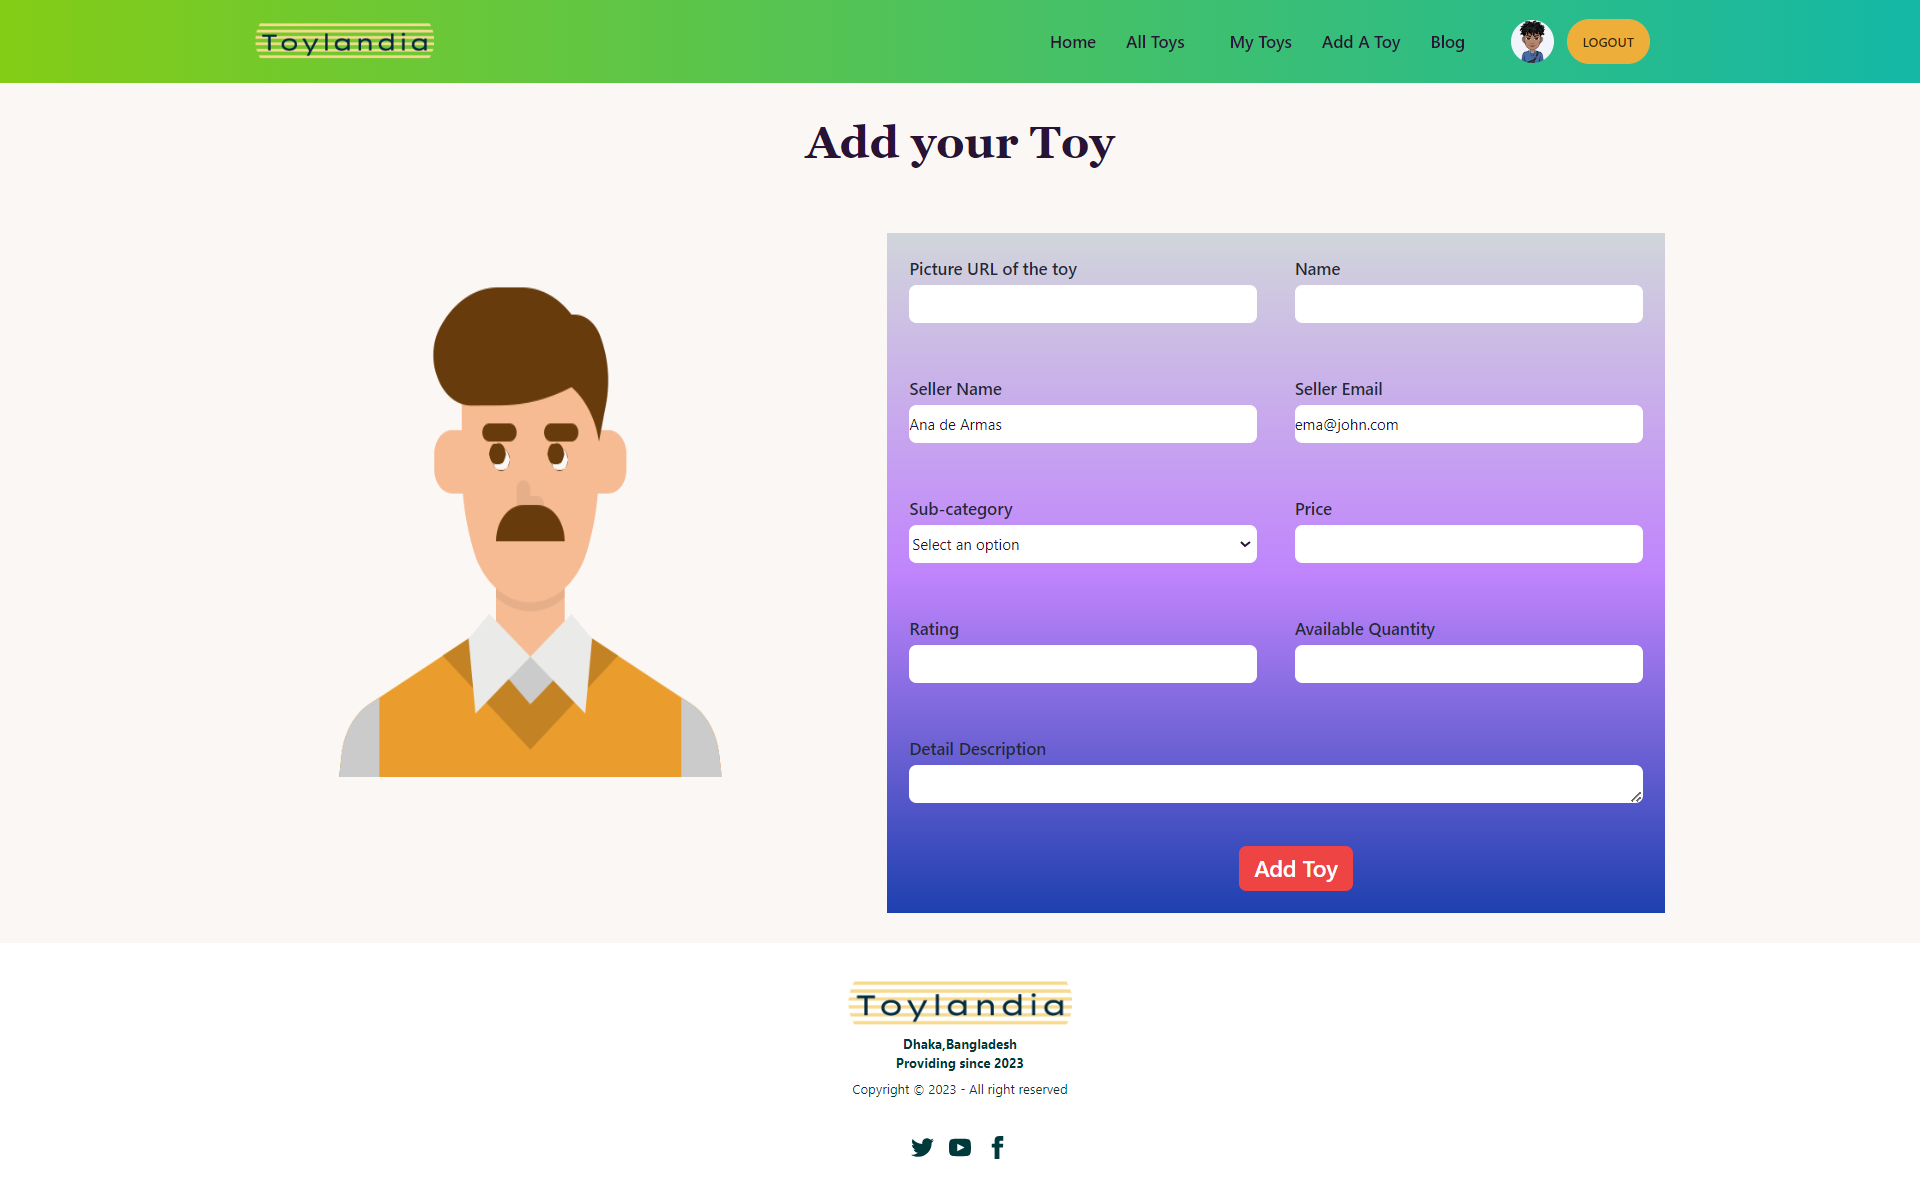 Toylandia
Home
All Toys
My Toys
Add A Toy
Blog
LOGOUT
Add your Toy
Picture URL of the toy
Name
Seller Name
Seller Email
Ana de Armas
ema@john.com
Sub-category
Price
Select an option
Rating
Available Quantity
Detail Description
Add Toy
Toylandia
Dhaka,Bangladesh
Providing since 2023
Copyright © 2023 - All right reserved